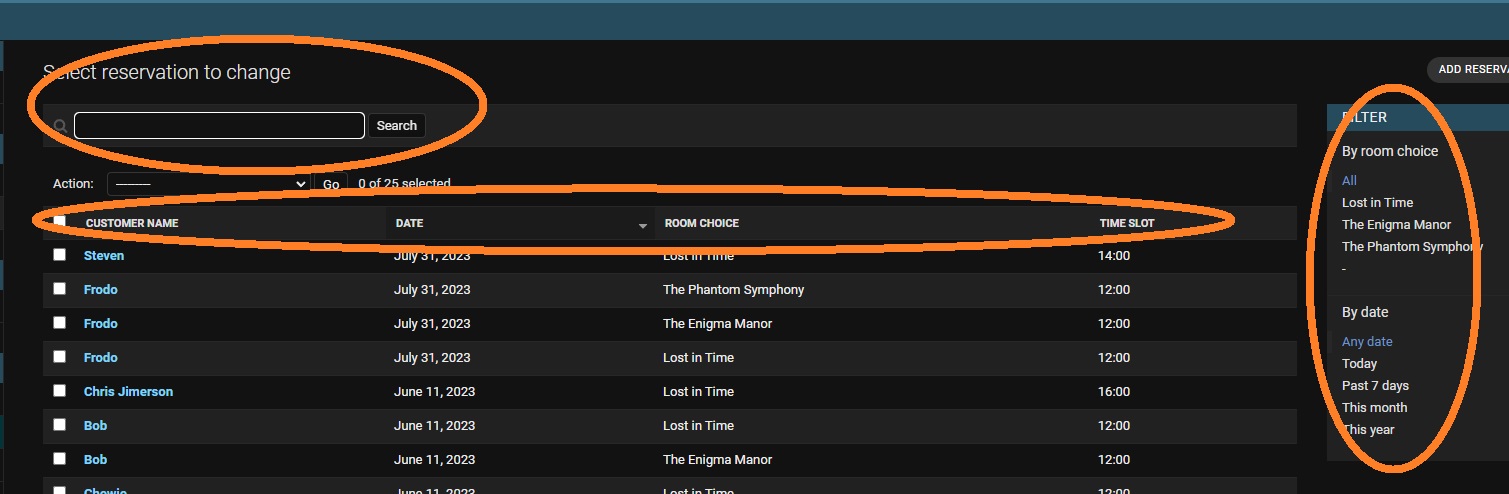 Select reservation to change
ADD RESERVA
Search
Action: --------- Go 0 of 25 selected
CUSTOMER NAME DATE ROOM CHOICE TIME SLOT
Steven July 31, 2023 Lost in Time 14:00
Frodo July 31, 2023 The Phantom Symphony 12:00
Frodo July 31, 2023 The Enigma Manor 12:00
Frodo July 31, 2023 Lost in Time 12:00
Chris Jimerson June 11, 2023 Lost in Time 16:00
Bob June 11, 2023 Lost in Time 12:00
Bob June 11, 2023 The Enigma Manor 12:00
Chewie June 11, 2023 Lost in Time 12:00
FILTER
By room choice
All
Lost in Time
The Enigma Manor
The Phantom Symphony
-
By date
Any date
Today
Past 7 days
This month
This year